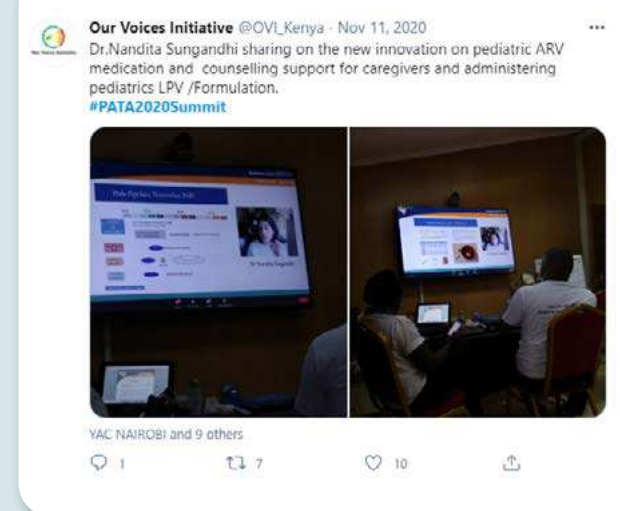 Our Voices Initiative @OVI_Kenya · Nov 11, 2020
Dr.Nandita Sungandhi sharing on the new innovation on pediatric ARV
medication and counselling support for caregivers and administering
pediatrics LPV /Formulation.
#PATA2020Summit
YAC NAIROBI and 9 others
1
7
10